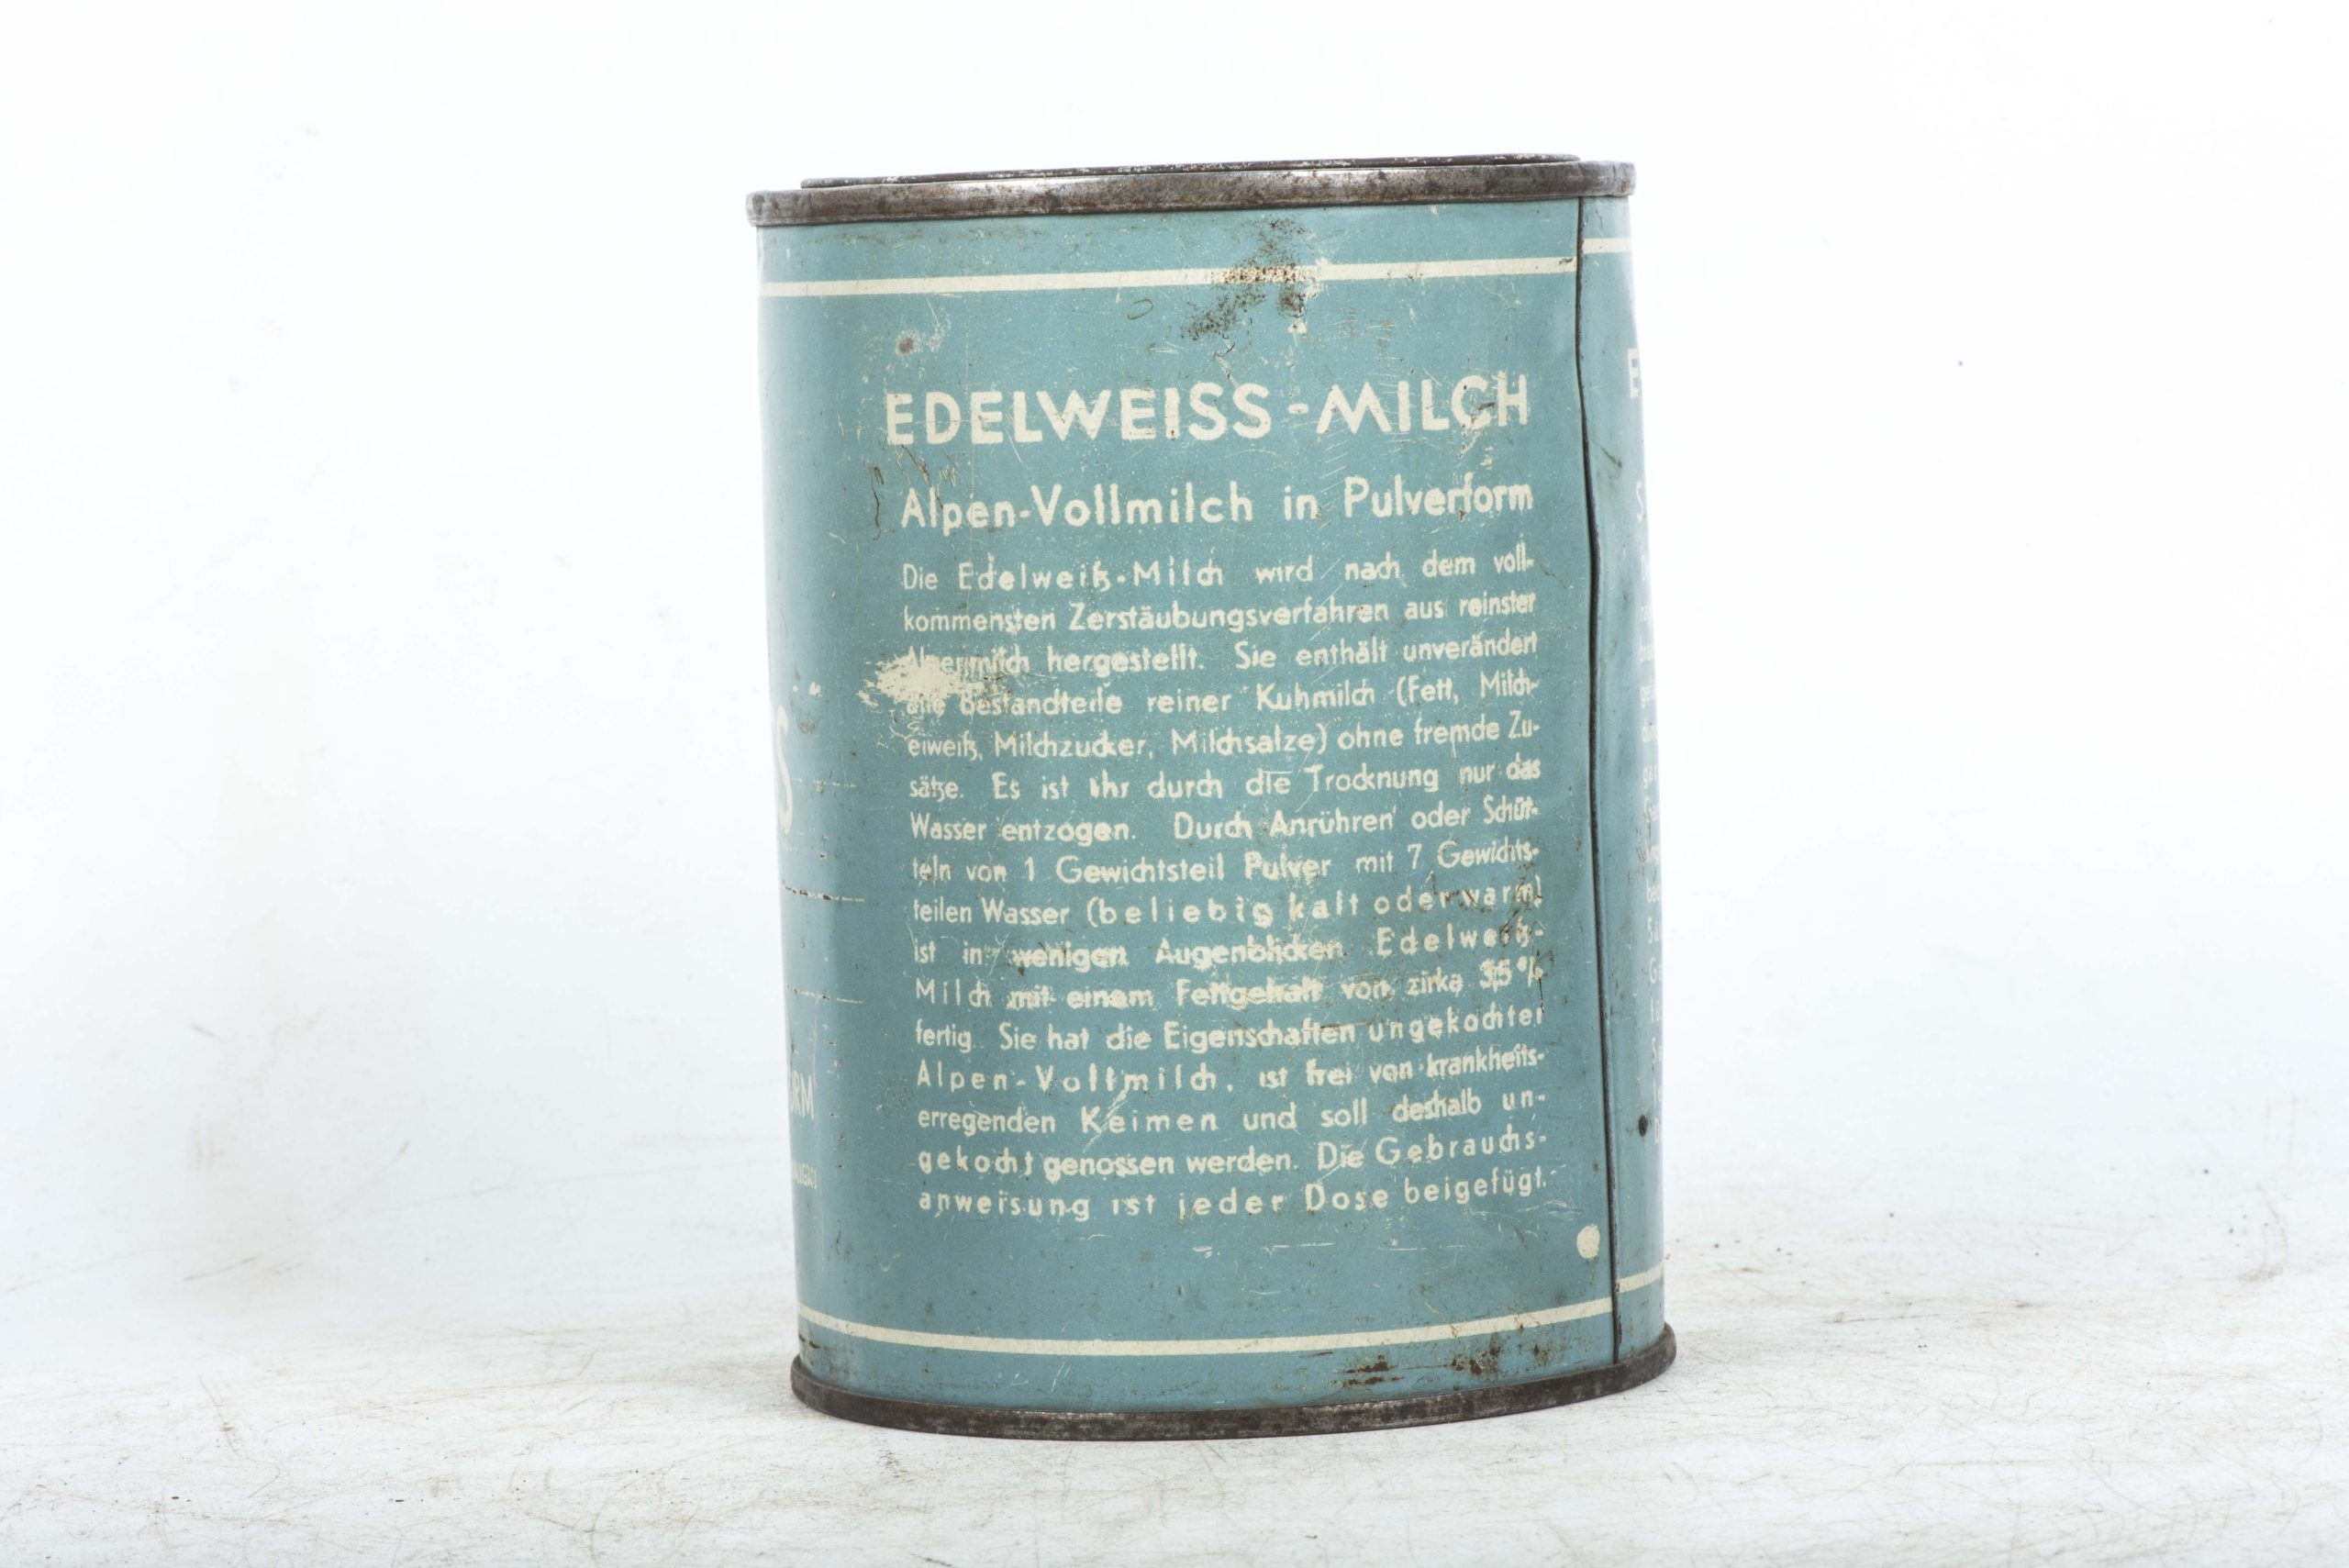 EDELWEISS-MILCH
Alpen-Vollmilch in Pulverform
Die Edelweiß-Milch wird nach dem voll-
kommensten Zerstäubungsverfahren aus reinster
Alpenmilch hergestellt. Sie enthält unverändert
alle Bestandteile reiner Kuhmilch (Fett, Milch-
eiweiß, Milchzucker, Milchsalze) ohne fremde Zu-
sätze. Es ist ihr durch die Trocknung nur das
Wasser entzogen. Durch Anrühren oder Schüt-
teln von 1 Gewichtsteil Pulver mit 7 Gewichts-
teilen Wasser (beliebig kalt oder warm)
ist in wenigen Augenblicken Edelweiß-
Milch mit einem Fettgehalt von zirka 3,5%
fertig. Sie hat die Eigenschaften ungekochter
Alpen-Vollmilch, ist frei von krankheits-
erregenden Keimen und soll deshalb un-
gekocht genossen werden. Die Gebrauchs-
anweisung ist jeder Dose beigefügt.
S
ORM